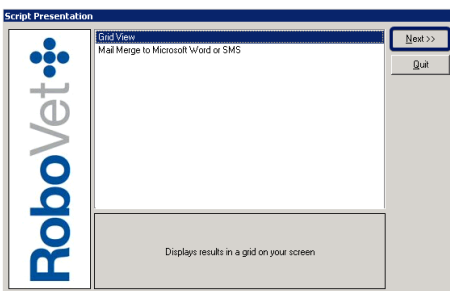 Script Presentation
RoboVet
Grid View
Mail Merge to Microsoft Word or SMS
Next >>
Quit
Displays results in a grid on your screen